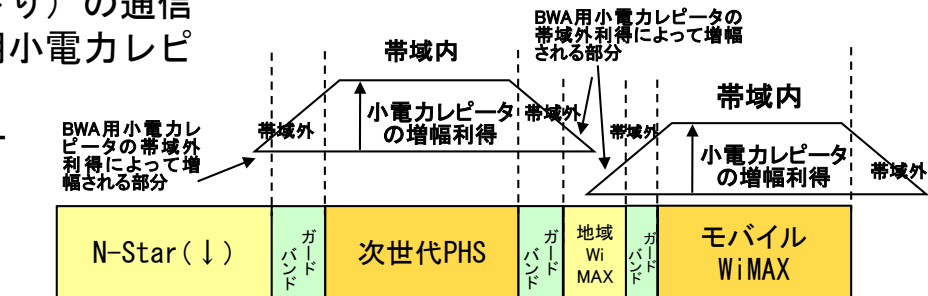 の通信
用小電力レピ
BWA用小電力レピータの
帯域外利得によって増幅
される部分
帯域内
帯域内
小電力レピータ
の増幅利得
帯域外
帯域外
BWA用小電力レ
ピータの帯域外
利得によって増
幅される部分
帯域外
小電力レピータ
の増幅利得
帯域外
N-Star(↓)
ガードバンド
次世代PHS
ガードバンド
地域
Wi
MAX
ガードバンド
モバイル
WiMAX